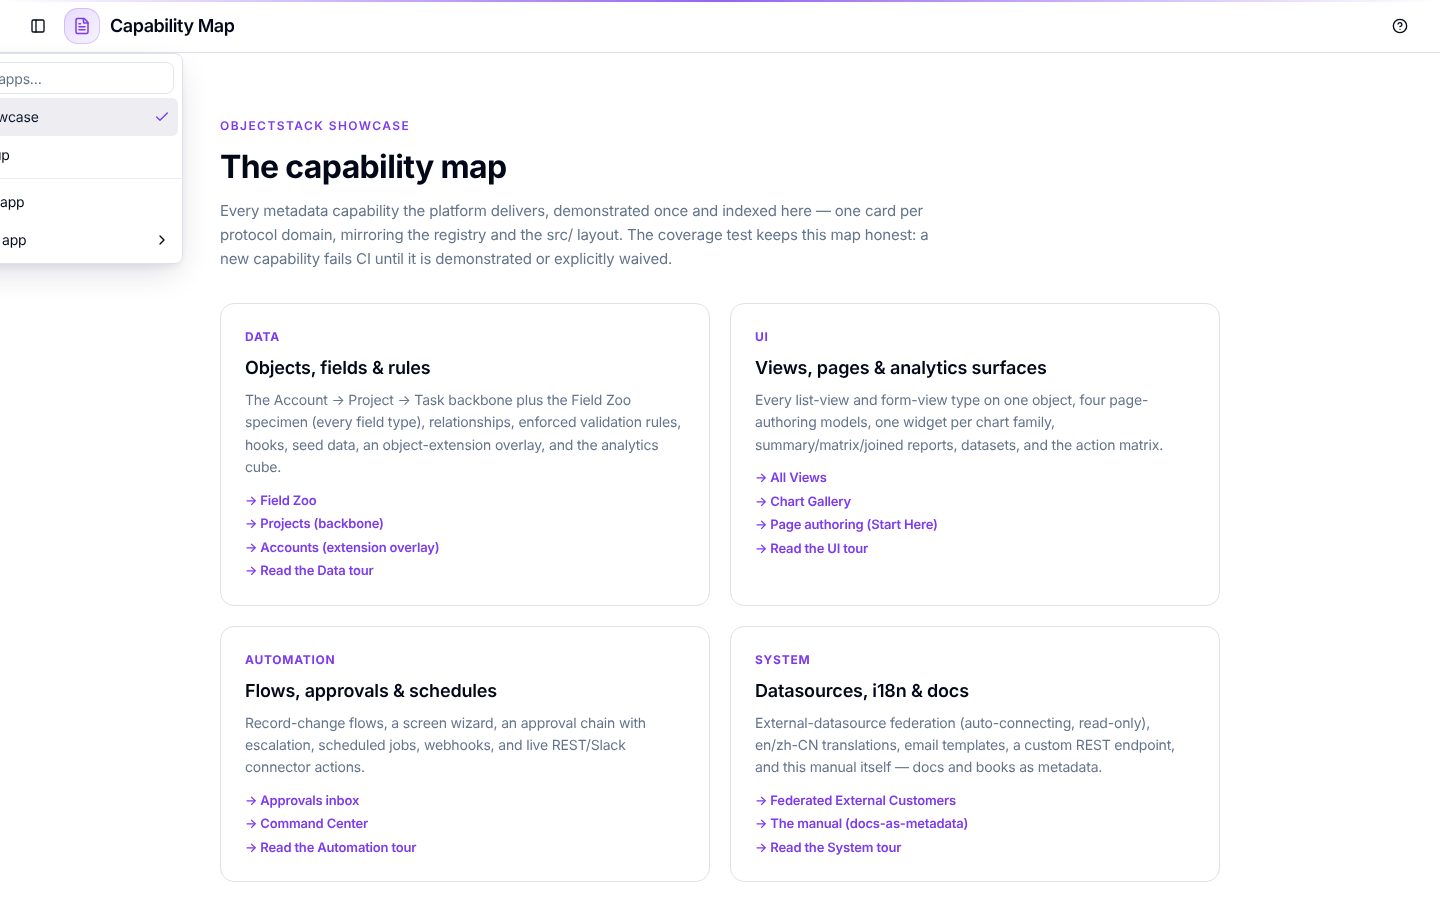 Capability Map
apps...
wcase
app
app
OBJECTSTACK SHOWCASE
The capability map
Every metadata capability the platform delivers, demonstrated once and indexed here — one card per
protocol domain, mirroring the registry and the src/ layout. The coverage test keeps this map honest: a
new capability fails CI until it is demonstrated or explicitly waived.
DATA
Objects, fields & rules
The Account → Project → Task backbone plus the Field Zoo
specimen (every field type), relationships, enforced validation rules,
hooks, seed data, an object-extension overlay, and the analytics
cube.
→ Field Zoo
→ Projects (backbone)
→ Accounts (extension overlay)
→ Read the Data tour
UI
Views, pages & analytics surfaces
Every list-view and form-view type on one object, four page-
authoring models, one widget per chart family,
summary/matrix/joined reports, datasets, and the action matrix.
→ All Views
→ Chart Gallery
→ Page authoring (Start Here)
→ Read the UI tour
AUTOMATION
Flows, approvals & schedules
Record-change flows, a screen wizard, an approval chain with
escalation, scheduled jobs, webhooks, and live REST/Slack
connector actions.
→ Approvals inbox
→ Command Center
→ Read the Automation tour
SYSTEM
Datasources, i18n & docs
External-datasource federation (auto-connecting, read-only),
en/zh-CN translations, email templates, a custom REST endpoint,
and this manual itself — docs and books as metadata.
→ Federated External Customers
→ The manual (docs-as-metadata)
→ Read the System tour